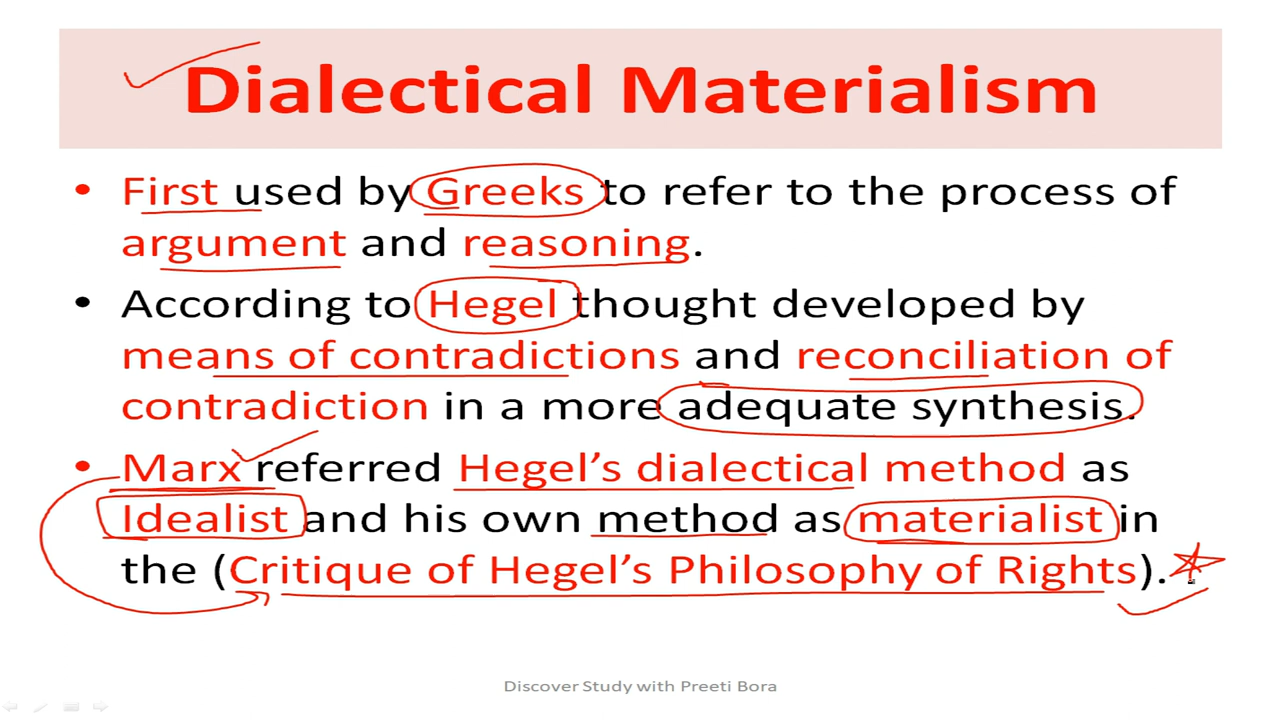 Dialectical Materialism
• First used by Greeks to refer to the process of
argument and reasoning.
• According to Hegel thought developed by
means of contradictions and reconciliation of
contradiction in a more adequate synthesis.
• Marx referred Hegel’s dialectical method as
Idealist and his own method as materialist in
the (Critique of Hegel’s Philosophy of Rights).
Discover Study with Preeti Bora